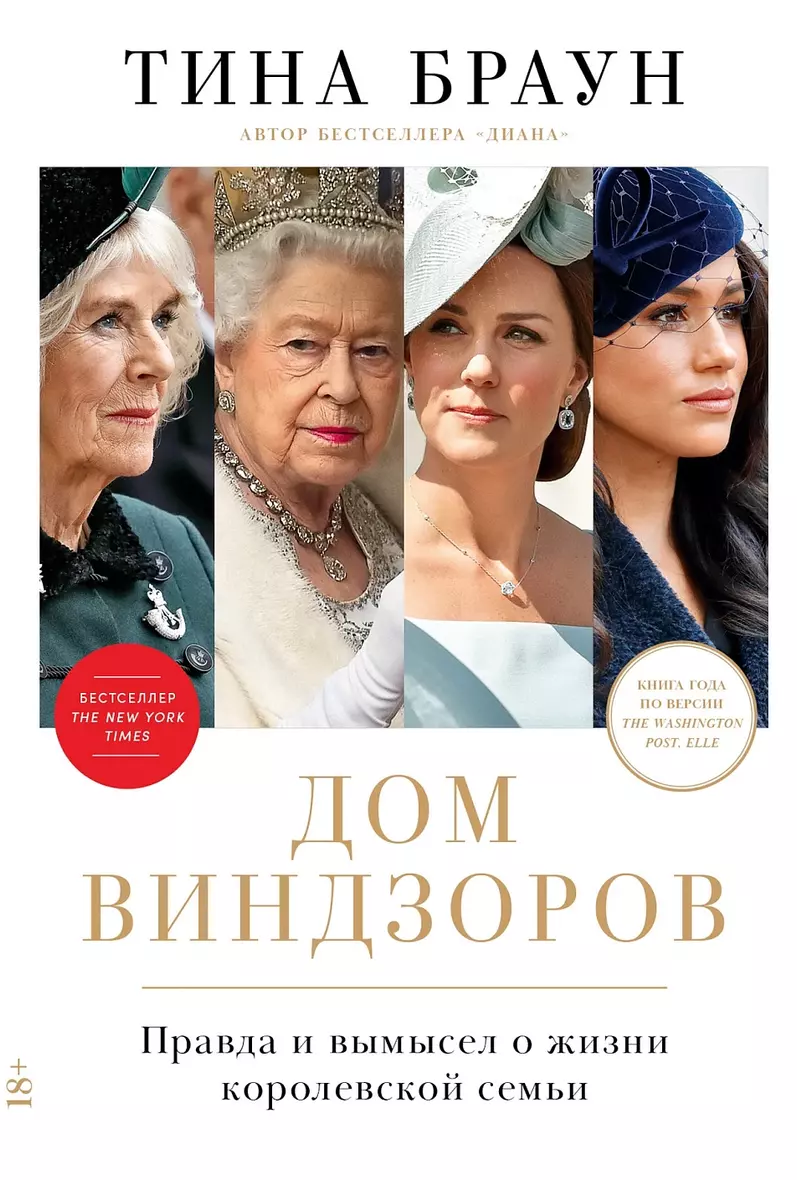 ТИНА БРАУН
АВТОР БЕСТСЕЛЛЕРА «ДИАНА»
БЕСТСЕЛЛЕР
THE NEW YORK
TIMES
КНИГА ГОДА
ПО ВЕРСИИ
THE WASHINGTON
POST, ELLE
ДОМ
ВИНДЗОРОВ
Правда и вымысел о жизни
королевской семьи
18+